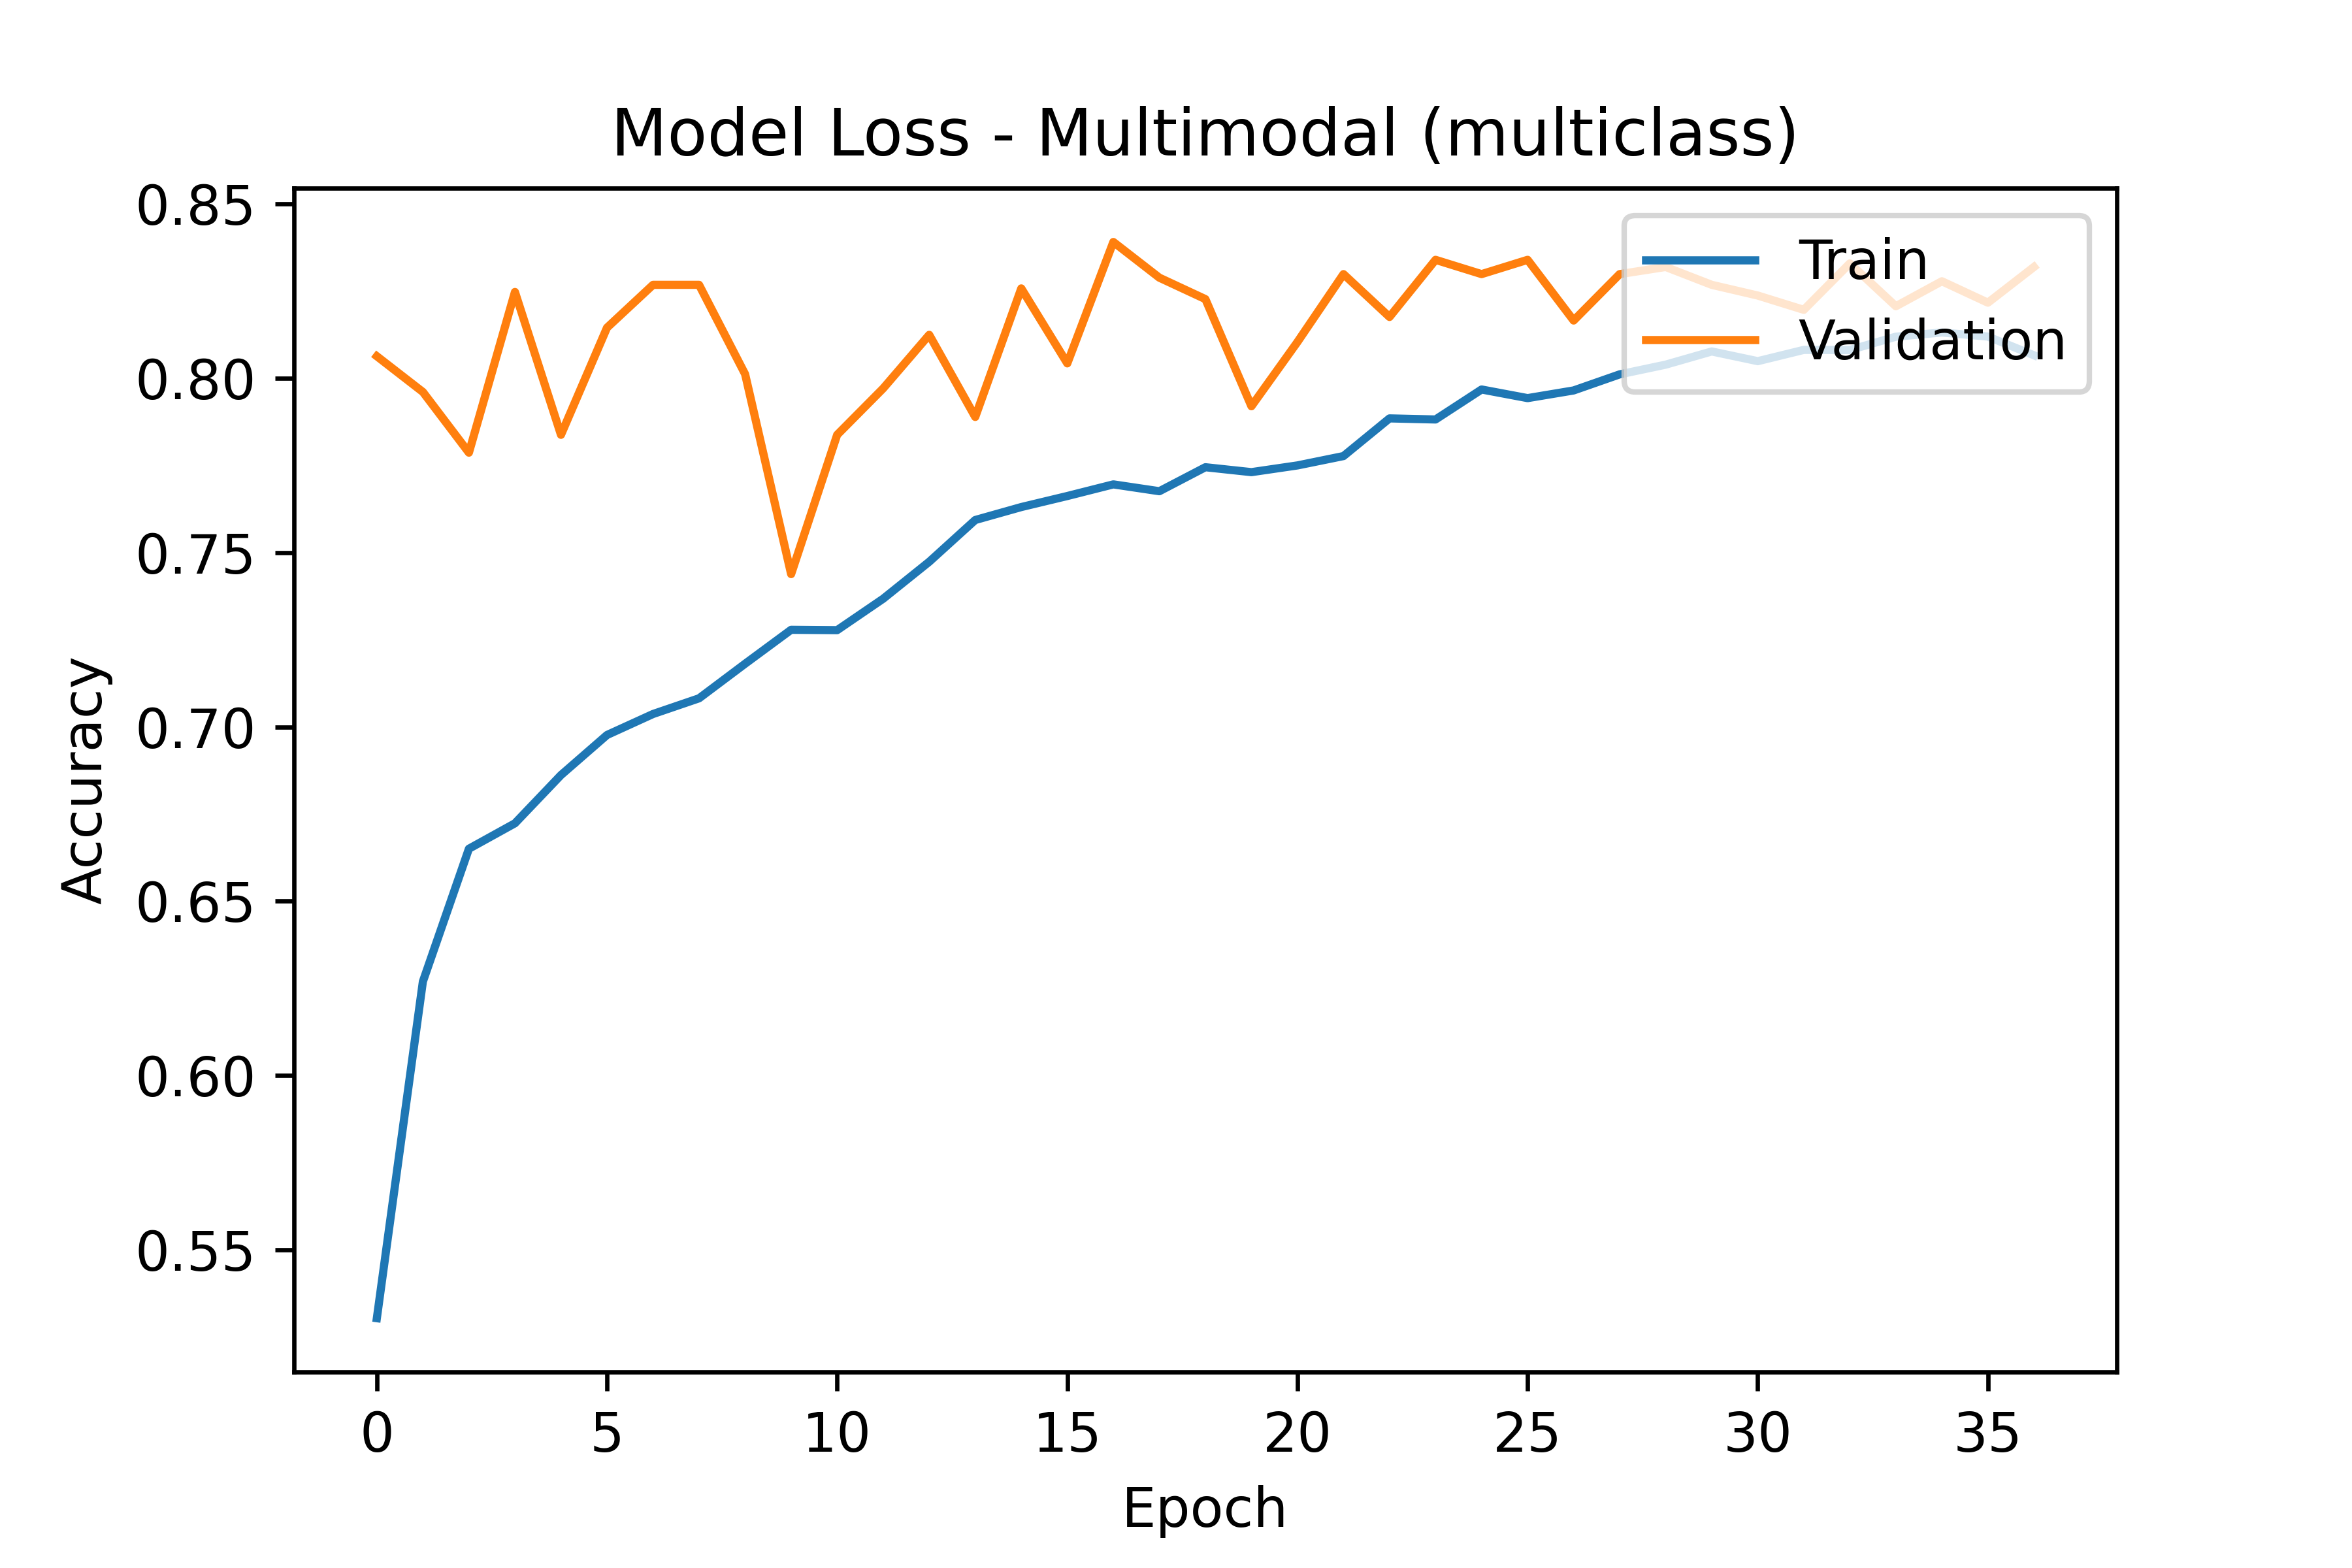 Model Loss - Multimodal (multiclass)
0.85
0.80
0.75
0.70
0.65
0.60
0.55
Accuracy
Train
Validation
0 5 10 15 20 25 30 35
Epoch